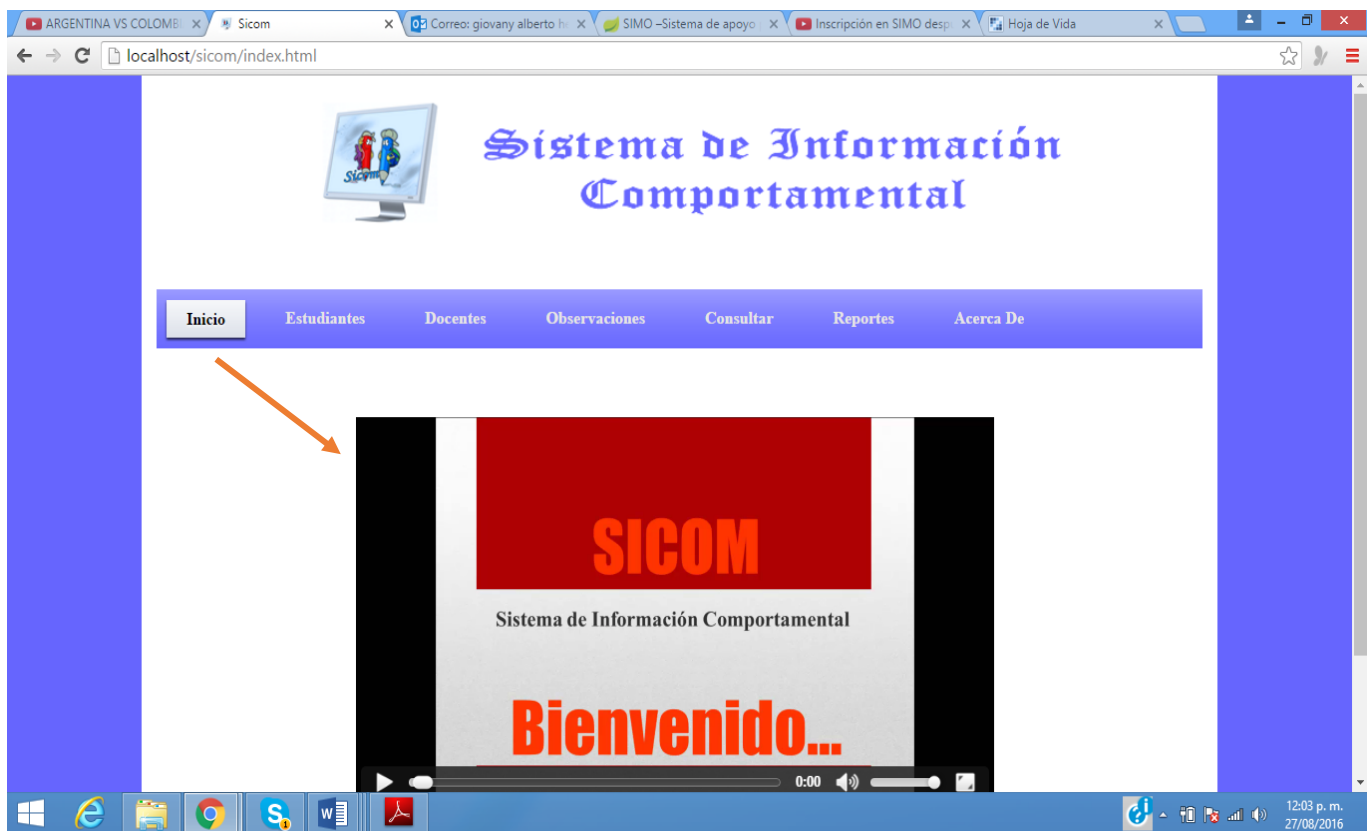 ARGENTINA VS COLOMBI
Sicom
Correo: giovany alberto h
SIMO –Sistema de apoyo
Inscripción en SIMO desp
Hoja de Vida
localhost/sicom/index.html
Sicom
Sistema de Información
Comportamental
Inicio
Estudiantes
Docentes
Observaciones
Consultar
Reportes
Acerca De
SICOM
Sistema de Información Comportamental
Bienvenido...
0:00
12:03 p. m.
27/08/2016